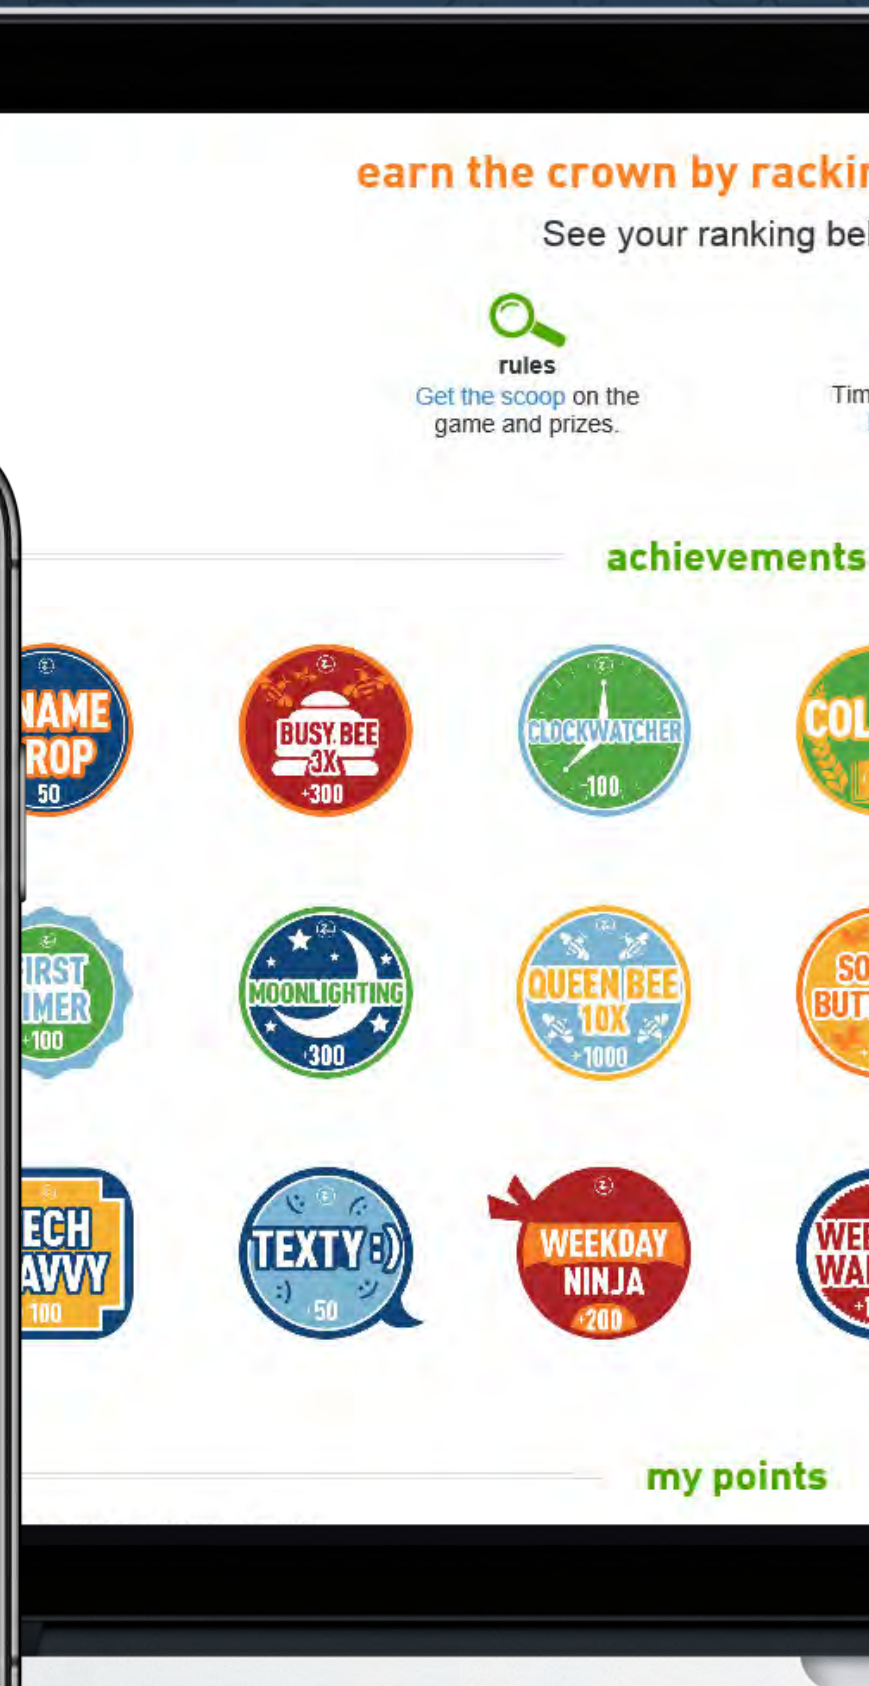 earn the crown by rackin
See your ranking bel
rules
Get the scoop on the
game and prizes.
Tim
achievements
NAME
ROP
50
BUSY BEE
3X
+300
CLOCKWATCHER
-100
COL
IRST
IMER
+100
MOONLIGHTING
+300
QUEEN BEE
10X
+1000
SO
BUTT
ECH
AVVY
100
TEXTY :)
:)
50
WEEKDAY
NINJA
+200
WEE
WAR
my points